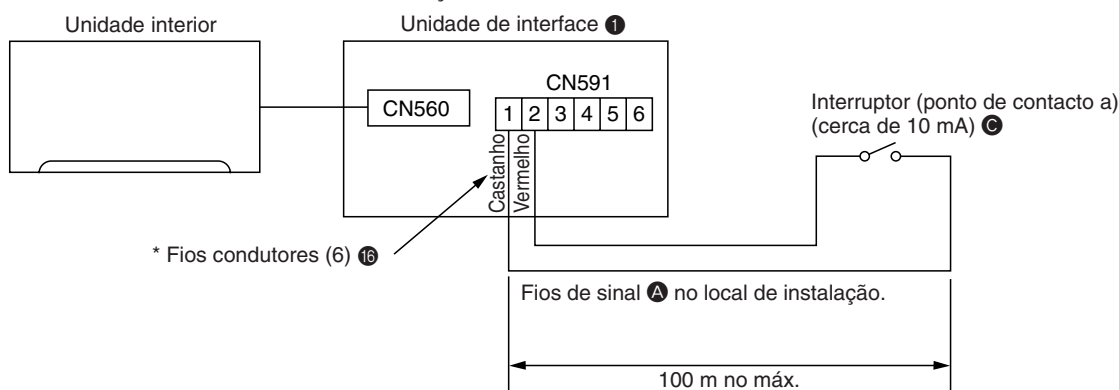 Unidade interior
Unidade de interface ❶
CN560
CN591
1 2 3 4 5 6
Castanho
Vermelho
Interruptor (ponto de contacto a)
(cerca de 10 mA) 🅒
* Fios condutores (6) ⓰
Fios de sinal 🅐 no local de instalação.
100 m no máx.